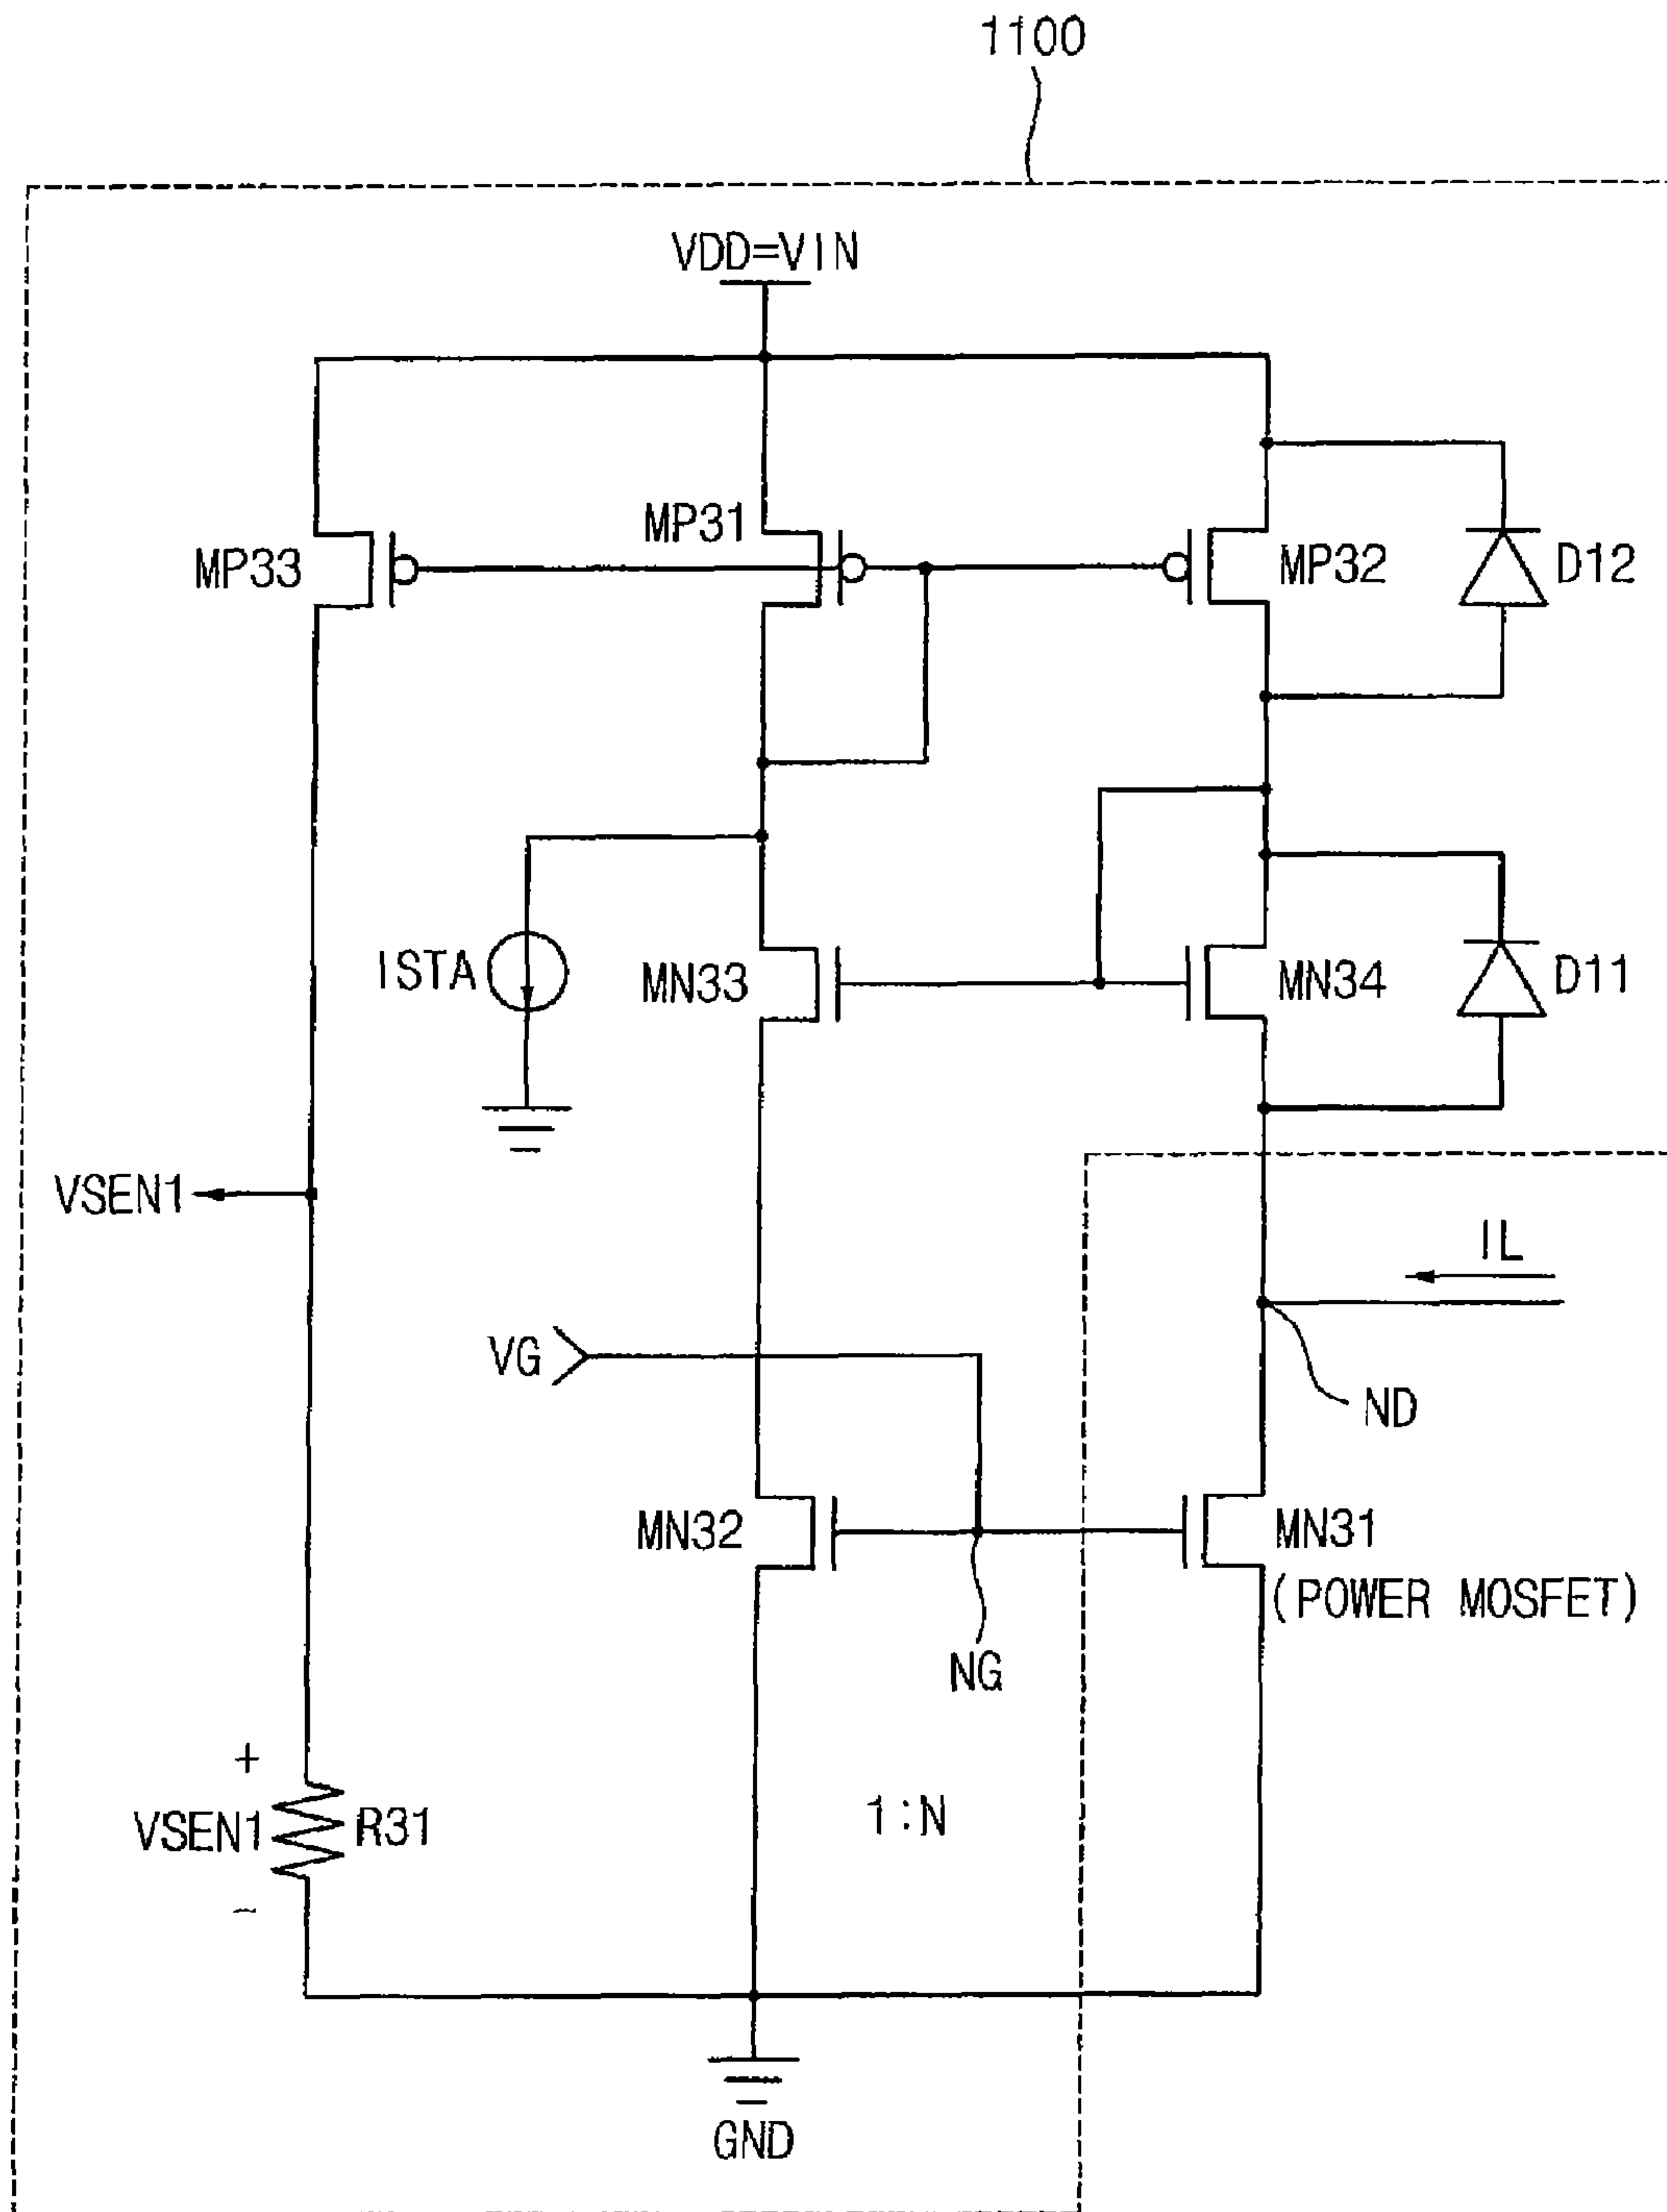 1100
VDD=VIN
MP33
MP31
MP32
D12
ISTA
MN33
MN34
D11
VSEN1
IL
VG
ND
MN32
MN31
(POWER MOSFET)
NG
+
VSEN1
R31
1:N
−
GND